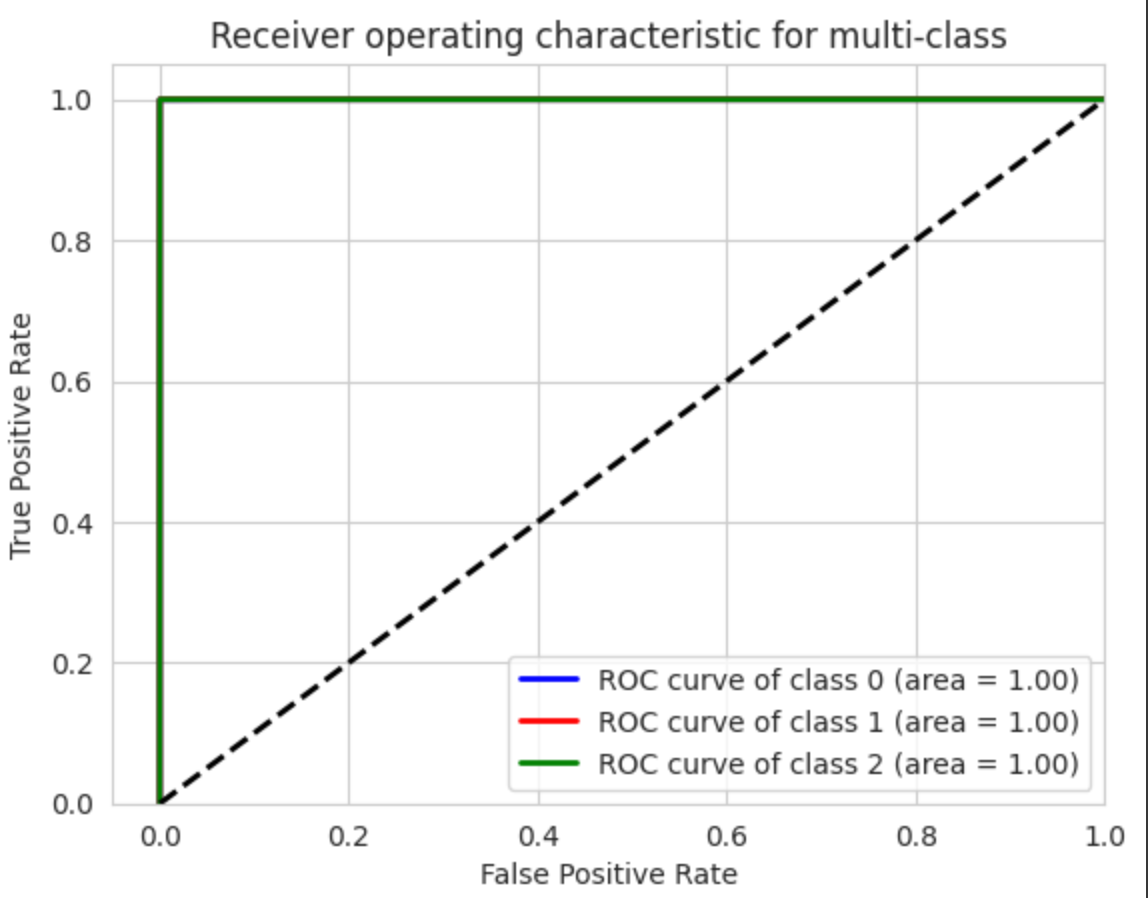 Receiver operating characteristic for multi-class
True Positive Rate
1.0
0.8
0.6
0.4
0.2
0.0
ROC curve of class 0 (area = 1.00)
ROC curve of class 1 (area = 1.00)
ROC curve of class 2 (area = 1.00)
0.0 0.2 0.4 0.6 0.8 1.0
False Positive Rate